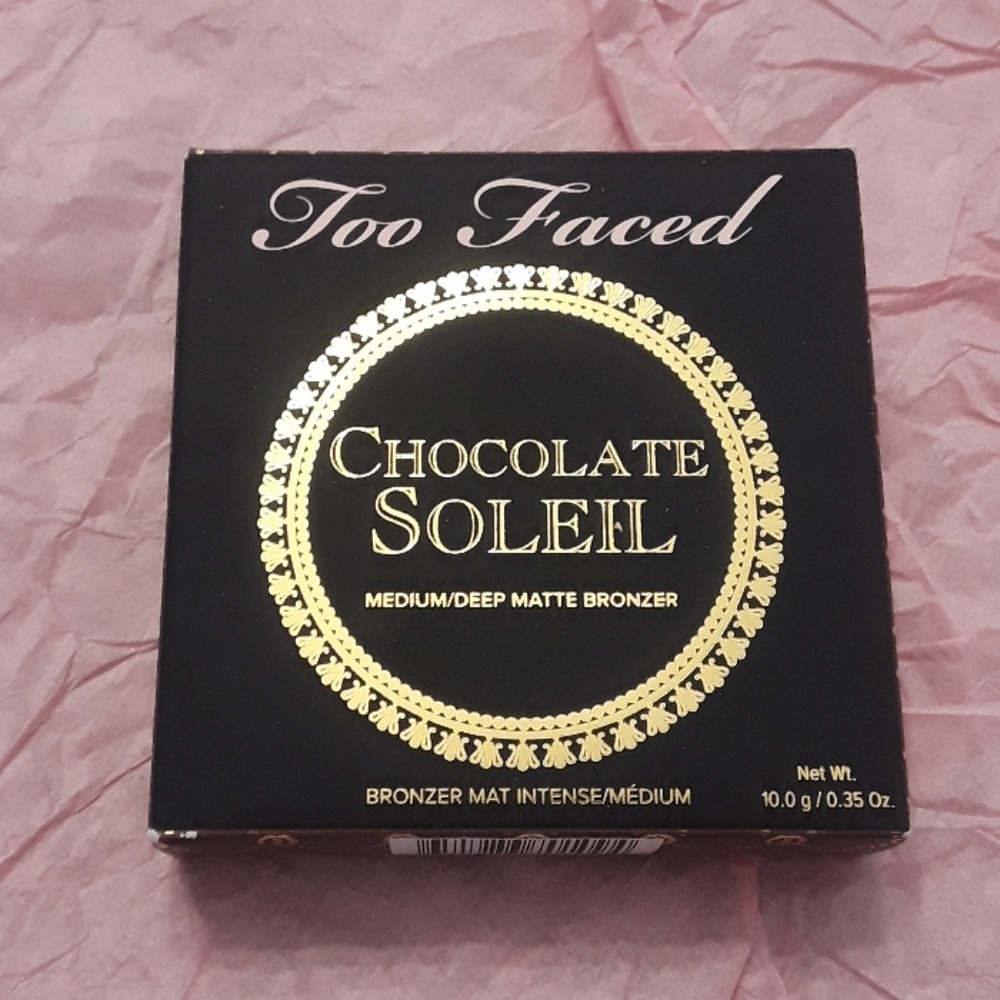 Too Faced
CHOCOLATE
SOLEIL
MEDIUM/DEEP MATTE BRONZER
BRONZER MAT INTENSE/MÉDIUM
Net Wt.
10.0 g / 0.35 Oz.